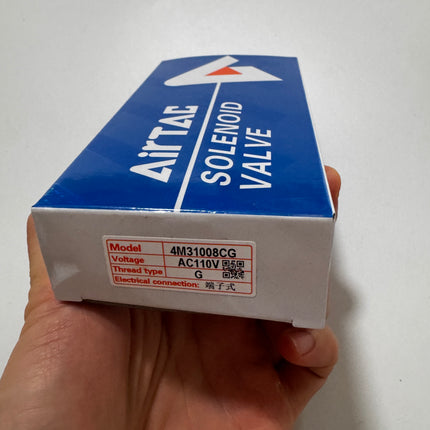 AirTAC
SOLENOID
VALVE
Model 4M31008CG
Voltage AC110V
Thread type G
Electrical connection: 端子式